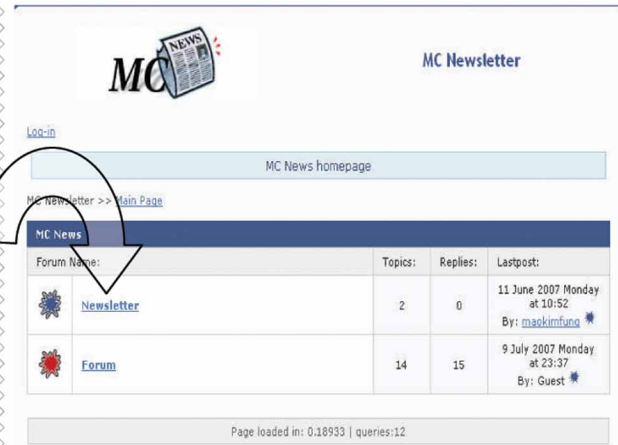 NEWS
MC
MC Newsletter
Log-in
MC News homepage
MC Newsletter >> Main Page
MC News
Forum Name: Topics: Replies: Lastpost:
Newsletter 2 0 11 June 2007 Monday at 10:52 By: maokimfung
Forum 14 15 9 July 2007 Monday at 23:37 By: Guest
Page loaded in: 0.18933 | queries:12